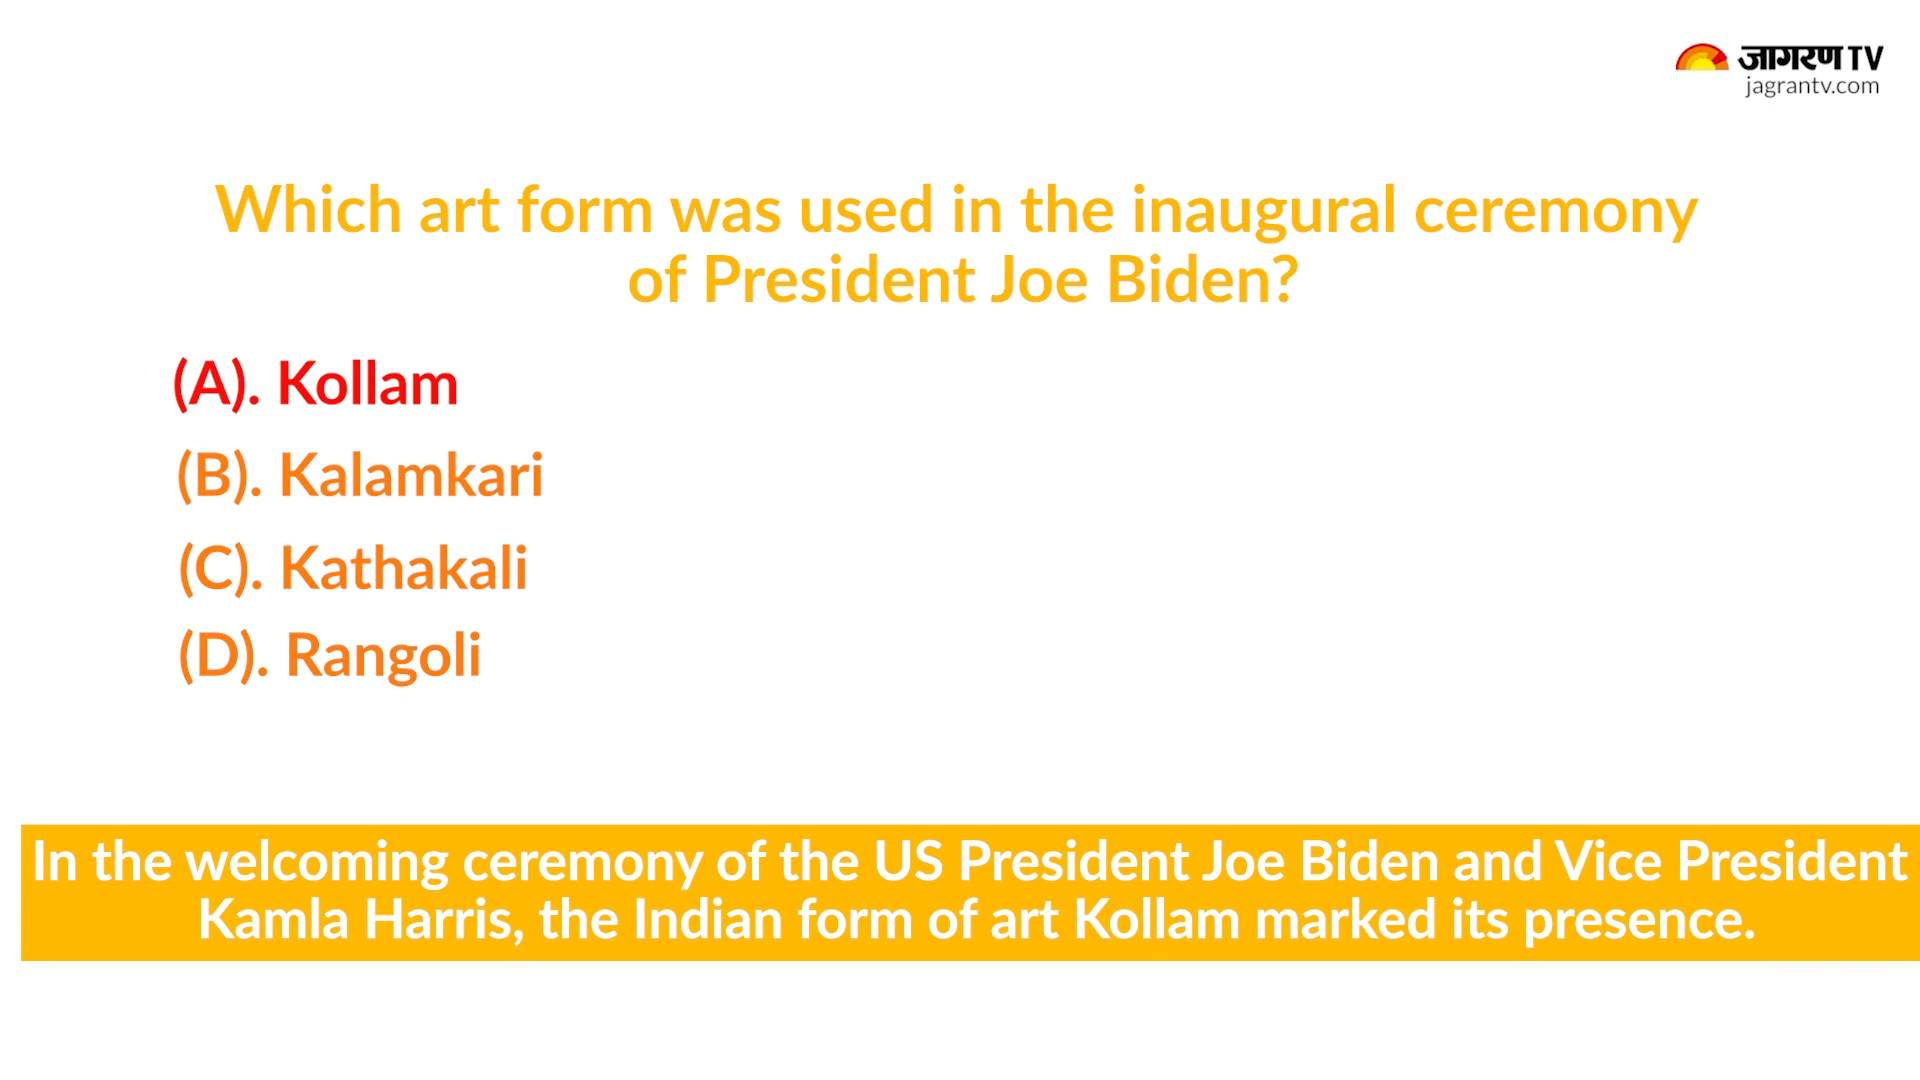 जागरण TV
jagrantv.com
Which art form was used in the inaugural ceremony
of President Joe Biden?
(A). Kollam
(B). Kalamkari
(C). Kathakali
(D). Rangoli
In the welcoming ceremony of the US President Joe Biden and Vice President
Kamla Harris, the Indian form of art Kollam marked its presence.